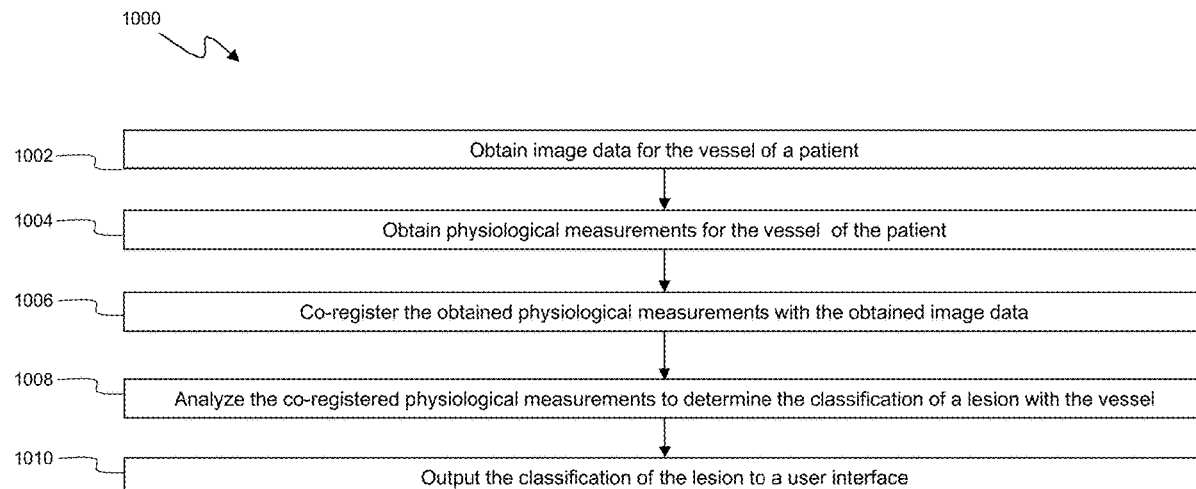 1000
1002
Obtain image data for the vessel of a patient
1004
Obtain physiological measurements for the vessel of the patient
1006
Co-register the obtained physiological measurements with the obtained image data
1008
Analyze the co-registered physiological measurements to determine the classification of a lesion with the vessel
1010
Output the classification of the lesion to a user interface